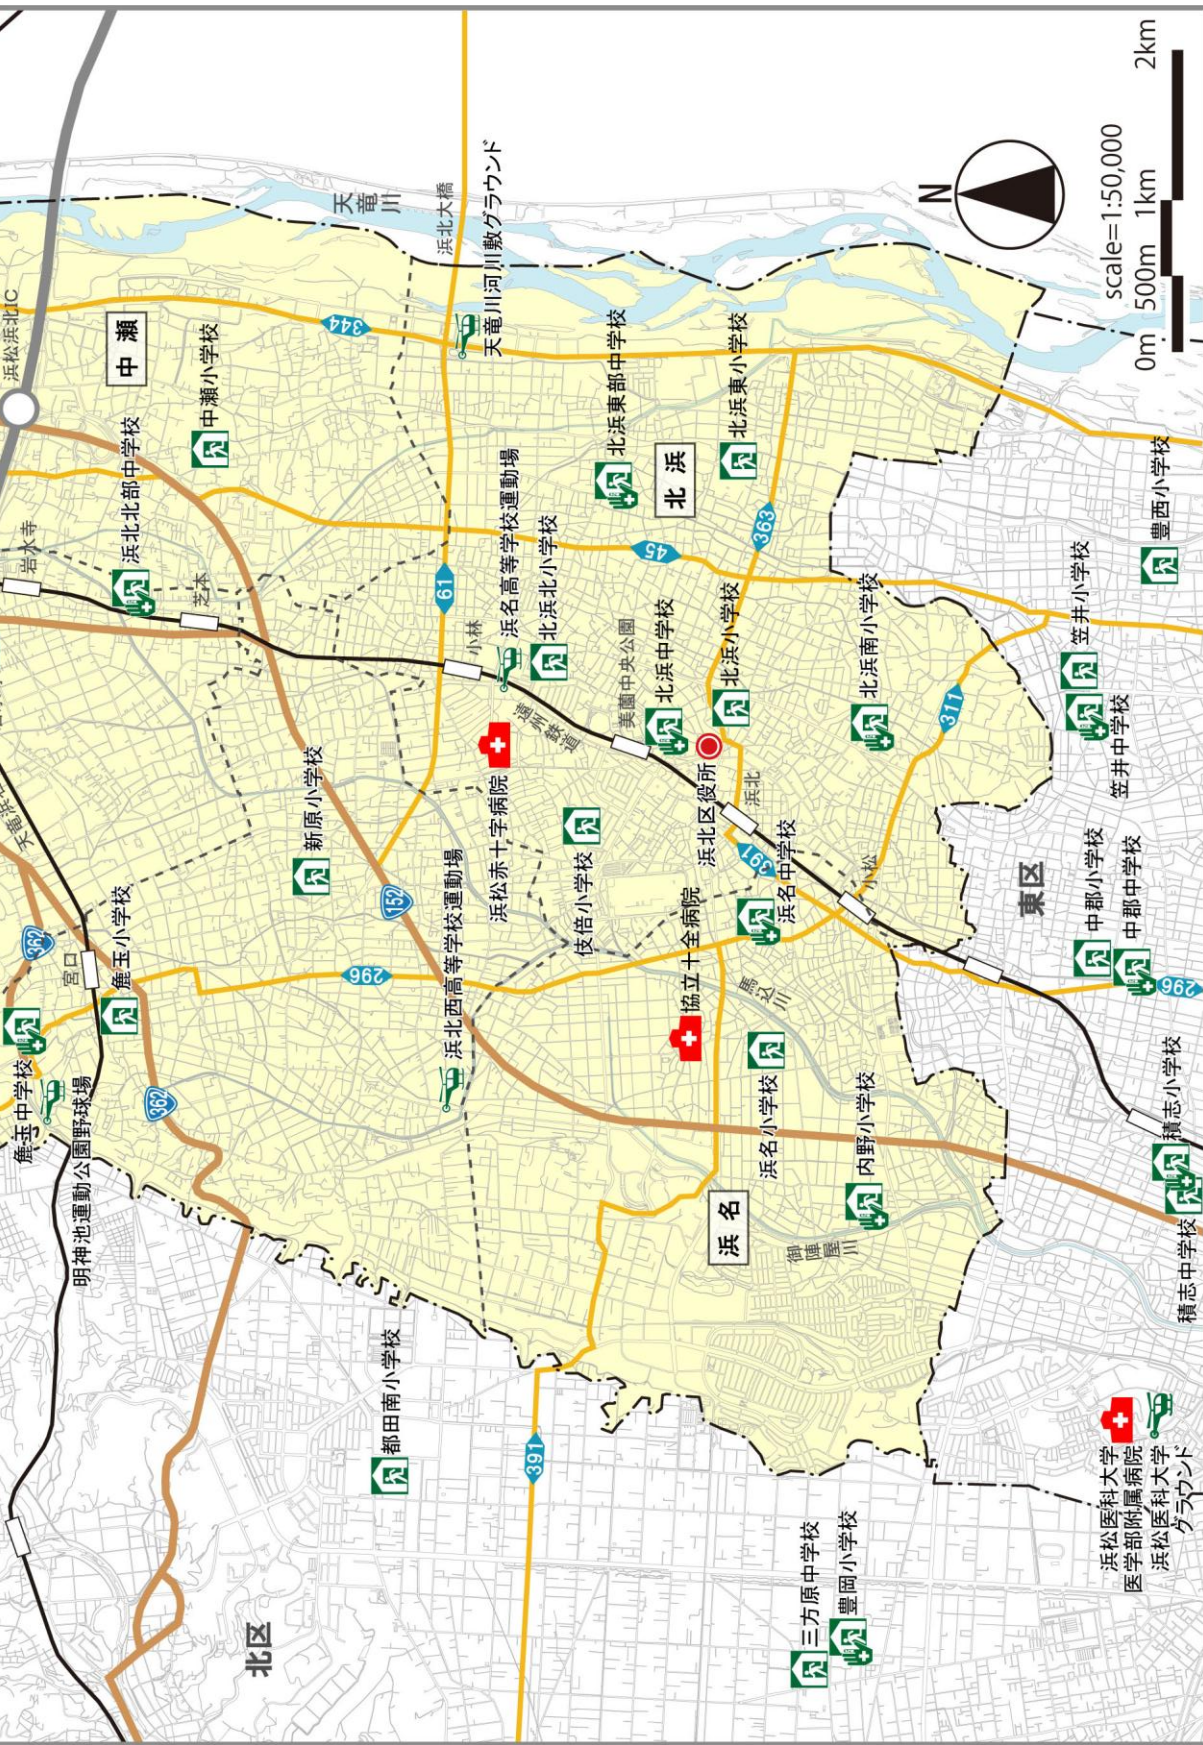 浜松浜北IC
岩水寺
浜北北部中学校
中瀬
中瀬小学校
344
天竜川
浜北大橋
天竜川河川敷グラウンド
芝本
61
小林
浜名高等学校運動場
北浜北小学校
北浜東部中学校
北浜
北浜東小学校
45
363
遠州鉄道
美薗中央公園
北浜中学校
北浜小学校
浜北区役所
浜北
北浜南小学校
311
天竜浜名
362
宮口
麁玉小学校
麁玉中学校
明神池運動公園野球場
362
新原小学校
152
296
浜北西高等学校運動場
浜松赤十字病院
伎倍小学校
協立十全病院
391
浜名中学校
小松
馬込川
浜名小学校
内野小学校
浜名
御陣屋川
391
都田南小学校
北区
三方原中学校
豊岡小学校
東区
笠井小学校
笠井中学校
豊西小学校
中郡小学校
中郡中学校
296
積志小学校
積志中学校
浜松医科大学
医学部附属病院
浜松医科大学
グラウンド
N
scale=1:50,000
0m 500m 1km 2km